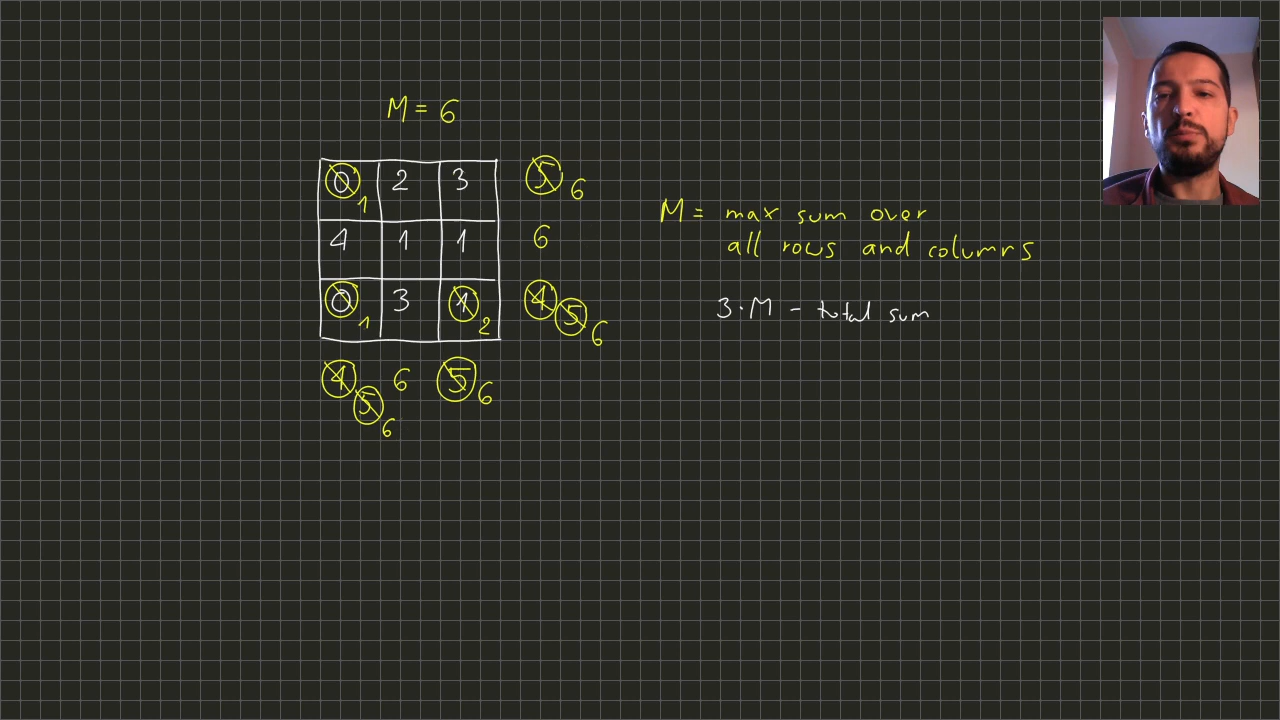 M = 6
0 1 2 3 5 6
4 1 1 6
0 1 3 1 2 4 5 6
4 5 6 6 5 6
M = max sum over
all rows and columns
3·M - total sum